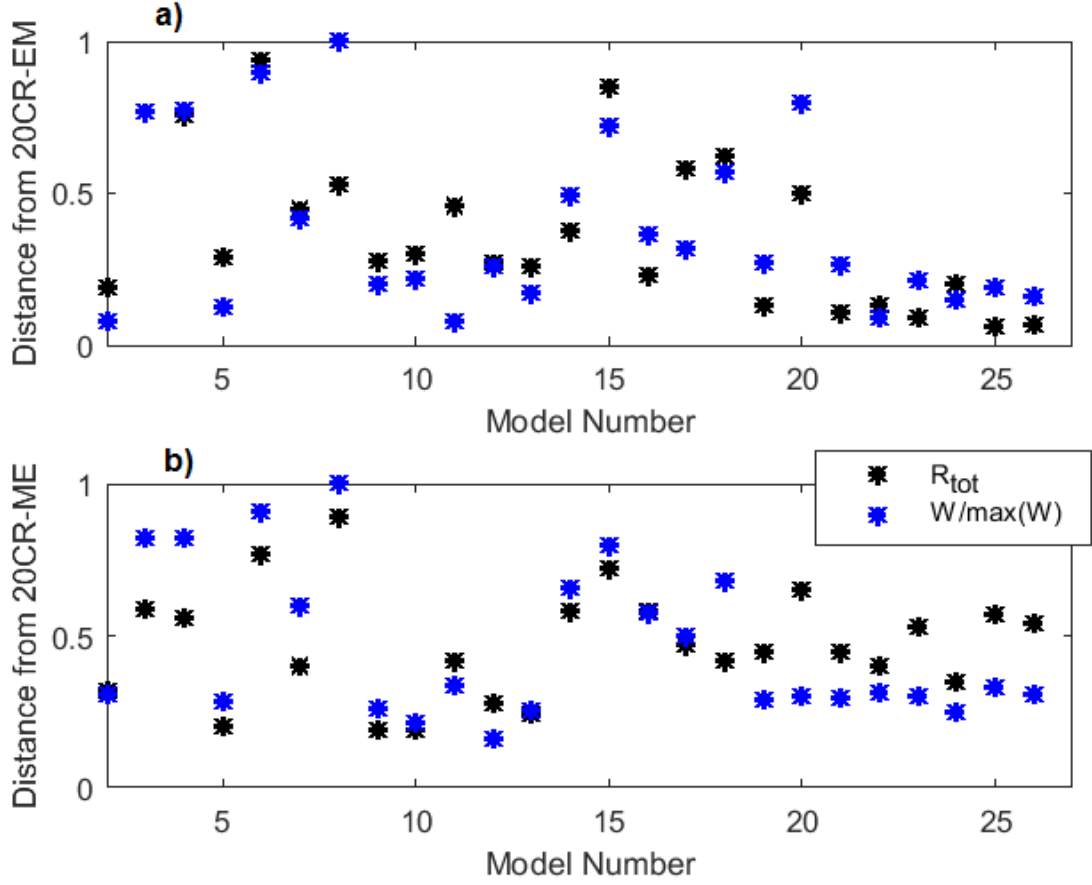 a)
Distance from 20CR-EM
1
0.5
0
5 10 15 20 25
Model Number
b)
Distance from 20CR-ME
1
0.5
0
5 10 15 20 25
Model Number
R_tot
W/max(W)